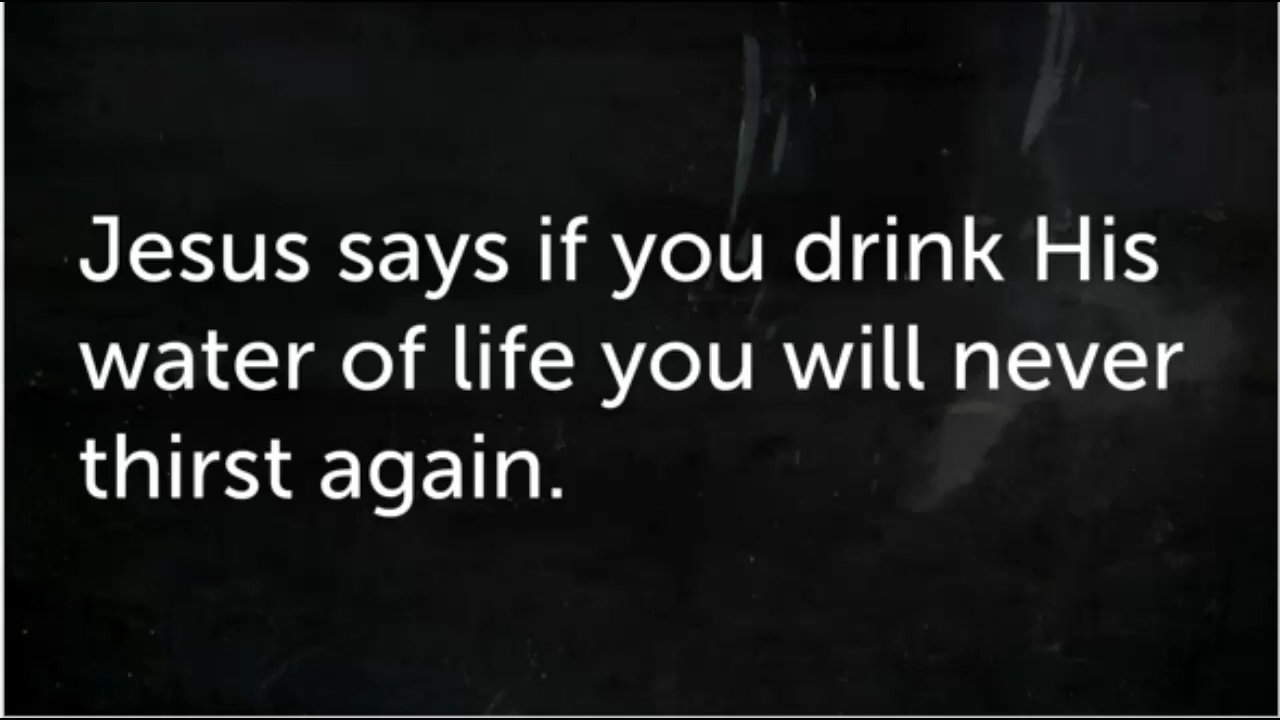 Jesus says if you drink His
water of life you will never
thirst again.